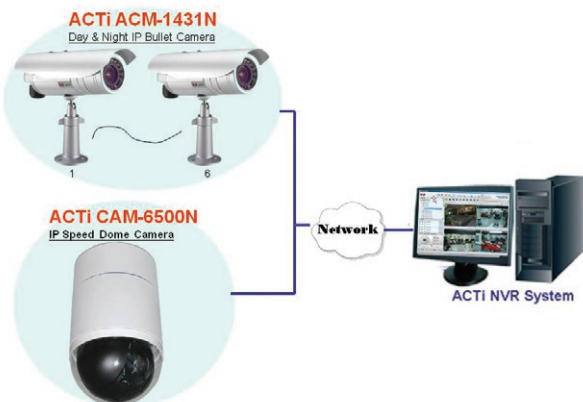 ACTi ACM-1431N
Day & Night IP Bullet Camera
1
6
ACTi CAM-6500N
IP Speed Dome Camera
Network
ACTi NVR System